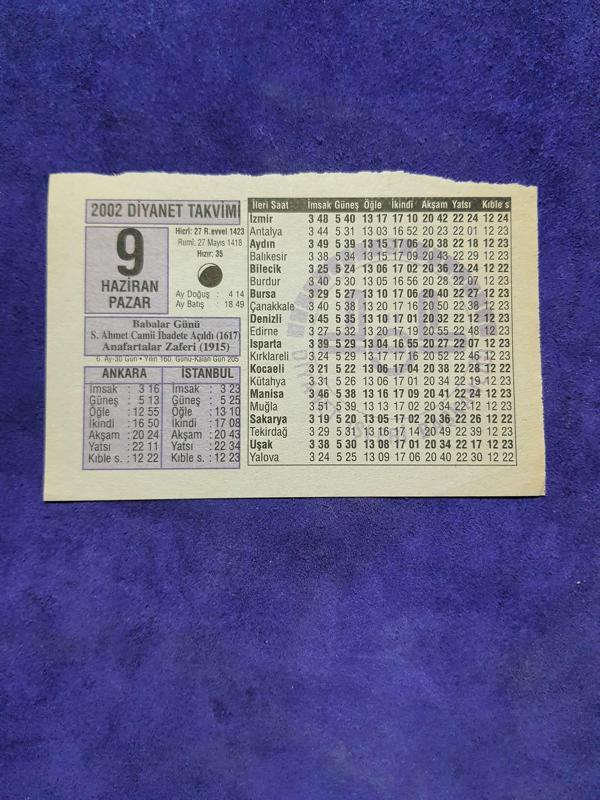 2002 DİYANET TAKVİMİ
9
HAZİRAN
PAZAR
Hicrî: 27 R.evvel 1423
Rumî: 27 Mayıs 1418
Hızır: 35
Ay Doğuş : 4 14
Ay Batış : 18 49
Babalar Günü
S. Ahmet Camii İbadete Açıldı (1617)
Anafartalar Zaferi (1915)
6. Ay-30 Gün • Yılın 160. Günü-Kalan Gün 205
ANKARA
İmsak : 3 16
Güneş : 5 13
Öğle : 12 55
İkindi : 16 50
Akşam : 20 24
Yatsı : 22 11
Kıble s. : 12 22
İSTANBUL
İmsak : 3 23
Güneş : 5 25
Öğle : 13 10
İkindi : 17 08
Akşam : 20 43
Yatsı : 22 34
Kıble s. : 12 23
İleri Saat İmsak Güneş Öğle İkindi Akşam Yatsı Kıble s
İzmir 3 48 5 40 13 17 17 10 20 42 22 24 12 24
Antalya 3 44 5 31 13 03 16 52 20 23 22 01 12 23
Aydın 3 49 5 39 13 15 17 06 20 38 22 18 12 23
Balıkesir 3 38 5 34 13 15 17 09 20 43 22 28 12 23
Bilecik 3 25 5 24 13 06 17 02 20 36 22 24 12 22
Burdur 3 40 5 30 13 05 16 56 20 28 22 07 12 23
Bursa 3 29 5 27 13 10 17 06 20 40 22 27 12 23
Çanakkale 3 40 5 35 13 20 17 16 20 50 22 38 12 23
Denizli 3 45 5 35 13 10 17 01 20 32 22 12 12 23
Edirne 3 27 5 32 13 20 17 19 20 55 22 48 12 23
Isparta 3 39 5 29 13 04 16 55 20 27 22 07 12 23
Kırklareli 3 24 5 29 13 17 17 16 20 52 22 46 12 23
Kocaeli 3 21 5 22 13 06 17 04 20 38 22 28 12 23
Kütahya 3 31 5 26 13 06 17 01 20 34 22 19 12 23
Manisa 3 46 5 38 13 16 17 09 20 41 22 24 12 23
Muğla 3 51 5 39 13 13 17 03 20 34 22 13 12 23
Sakarya 3 19 5 20 13 05 17 02 20 36 22 26 12 22
Tekirdağ 3 29 5 31 13 16 17 14 20 49 22 39 12 23
Uşak 3 38 5 30 13 08 17 01 20 34 22 17 12 23
Yalova 3 24 5 25 13 09 17 06 20 40 22 30 12 23